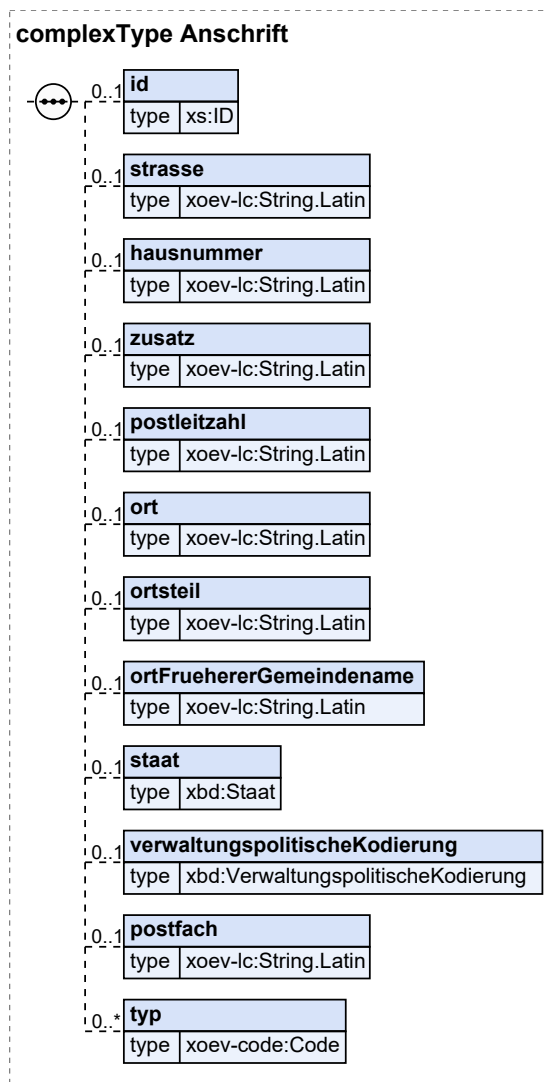 complexType Anschrift
0..1 id
type xs:ID
0..1 strasse
type xoev-lc:String.Latin
0..1 hausnummer
type xoev-lc:String.Latin
0..1 zusatz
type xoev-lc:String.Latin
0..1 postleitzahl
type xoev-lc:String.Latin
0..1 ort
type xoev-lc:String.Latin
0..1 ortsteil
type xoev-lc:String.Latin
0..1 ortFruehererGemeindename
type xoev-lc:String.Latin
0..1 staat
type xbd:Staat
0..1 verwaltungspolitischeKodierung
type xbd:VerwaltungspolitischeKodierung
0..1 postfach
type xoev-lc:String.Latin
0..* typ
type xoev-code:Code